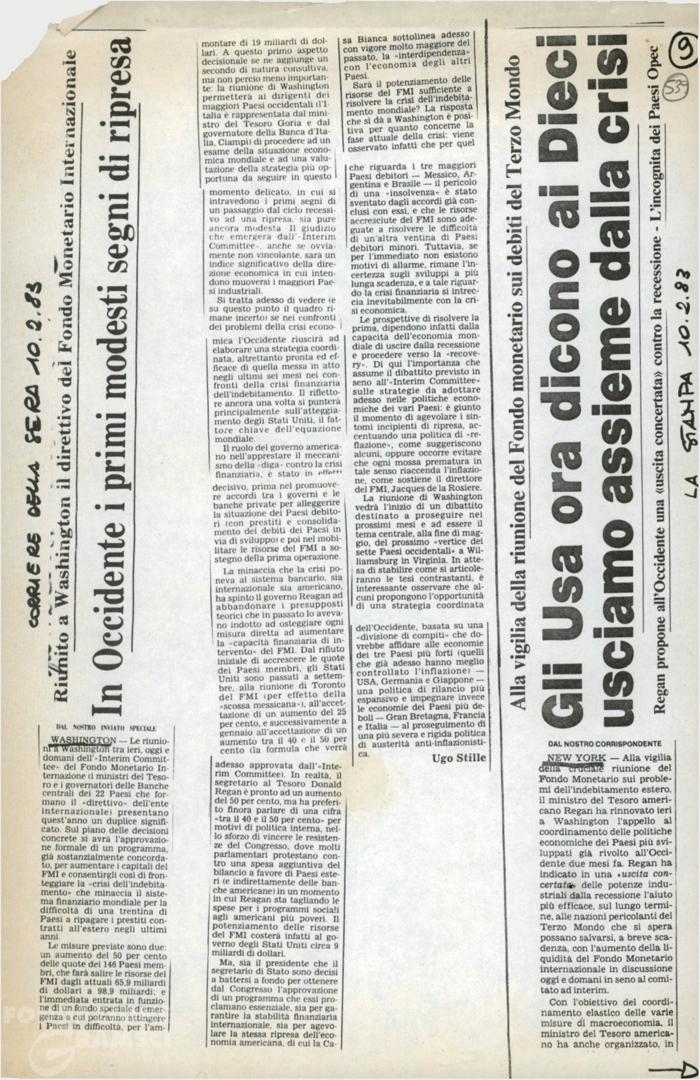 CORRIERE DELLA SERA 10.2.83
Riunito a Washington il direttivo del Fondo Monetario Internazionale
In Occidente i primi modesti segni di ripresa
DAL NOSTRO INVIATO SPECIALE
WASHINGTON — Le riunio-
ni a Washington tra ieri, oggi e
domani dell'«Interim Commit-
tee» del Fondo Monetario In-
ternazione (i ministri del Teso-
ro e i governatori delle Banche
centrali dei 22 Paesi che for-
mano il «direttivo» dell'ente
internazionale) presentano
quest'anno un duplice signifi-
cato. Sul piano delle decisioni
concrete si avrà l'approvazio-
ne formale di un programma,
già sostanzialmente concorda-
to, per aumentare i capitali del
FMI e consentirgli così di fron-
teggiare la «crisi dell'indebita-
mento» che minaccia il siste-
ma finanziario mondiale per la
difficoltà di una trentina di
Paesi a ripagare i prestiti con-
tratti all'estero negli ultimi
anni.
Le misure previste sono due:
un aumento del 50 per cento
delle quote dei 146 Paesi mem-
bri, che farà salire le risorse del
FMI dagli attuali 65,9 miliardi
di dollari a 98,9 miliardi; e
l'immediata entrata in funzio-
ne di un fondo speciale d'emer-
genza a cui potranno attingere
i Paesi in difficoltà, per l'am-
montare di 19 miliardi di dol-
lari. A questo primo aspetto
decisionale se ne aggiunge un
secondo di natura consultiva,
ma non perciò meno importan-
te: la riunione di Washington
permetterà ai dirigenti dei
maggiori Paesi occidentali (l'I-
talia è rappresentata dal mini-
stro del Tesoro Goria e dal
governatore della Banca d'Ita-
lia, Ciampi) di procedere ad un
esame della situazione econo-
mica mondiale e ad una valu-
tazione della strategia più op-
portuna da seguire in questo
momento delicato, in cui si
intravedono i primi segni di
un passaggio dal ciclo recessi-
vo ad una ripresa, sia pure
ancora modesta. Il giudizio
che emergerà dall'«Interim
Committee», anche se ovvia-
mente non vincolante, sarà un
indice significativo della dire-
zione economica in cui inten-
dono muoversi i maggiori Pae-
si industriali.
Si tratta adesso di vedere (e
su questo punto il quadro ri-
mane incerto) se nei confronti
dei problemi della crisi econo-
mica l'Occidente riuscirà ad
elaborare una strategia coordi-
nata, altrettanto pronta ed ef-
ficace di quella messa in atto
negli ultimi sei mesi nei con-
fronti della crisi finanziaria
dell'indebitamento. Il riflетto-
re ancora una volta si punterà
principalmente sull'atteggia-
mento degli Stati Uniti, il fat-
tore chiave dell'equazione
mondiale.
Il ruolo del governo america-
no nell'apprestare il meccani-
smo della «diga» contro la crisi
finanziaria, è stato in effetti
decisivo, prima nel promuove-
re accordi tra i governi e le
banche private per alleggerire
la situazione dei Paesi debito-
ri (con prestiti e consolida-
mento dei debiti dei Paesi in
via di sviluppo) e poi nel mobi-
litare le risorse del FMI a so-
stegno della prima operazione.
La minaccia che la crisi po-
neva al sistema bancario, sia
internazionale sia americano,
ha spinto il governo Reagan ad
abbandonare i presupposti
teorici che in passato lo aveva-
no indotto ad osteggiare ogni
misura diretta ad aumentare
la «capacità finanziaria di in-
tervento» del FMI. Dal rifiuto
iniziale di accrescere le quote
dei Paesi membri, gli Stati
Uniti sono passati a settem-
bre, alla riunione di Toronto
del FMI (per effetto della
«scossa messicana»), all'accet-
tazione di un aumento del 25
per cento, e successivamente a
gennaio all'accettazione di un
aumento tra il 40 e il 50 per
cento (la formula che verrà
adesso approvata dall'«In-
terim Committee»). In realtà, il
segretario al Tesoro Donald
Regan è pronto ad un aumento
del 50 per cento, ma ha preferi-
to finora parlare di una cifra
«tra il 40 e il 50 per cento» per
motivi di politica interna, nel-
lo sforzo di vincere le resisten-
ze del Congresso, dove molti
parlamentari protestano con-
tro una spesa aggiuntiva del
bilancio a favore di Paesi este-
ri (e indirettamente delle ban-
che americane) in un momento
in cui Reagan sta tagliando le
spese per i programmi sociali
agli americani più poveri. Il
potenziamento delle risorse
del FMI costerà infatti al go-
verno degli Stati Uniti circa 9
miliardi di dollari.
Ma, sia il presidente che il
segretario di Stato sono decisi
a battersi a fondo per ottenere
dal Congresso l'approvazione
di un programma che essi pro-
clamano essenziale, sia per ga-
rantire la stabilità finanziaria
internazionale, sia per agevo-
lare la stessa ripresa dell'eco-
nomia americana, di cui la Ca-
sa Bianca sottolinea adesso
con vigore molto maggiore del
passato, la «interdipendenza»
con l'economia degli altri
Paesi.
Sarà il potenziamento delle
risorse del FMI sufficiente a
risolvere la crisi dell'indebita-
mento mondiale? La risposta
che si dà a Washington è posi-
tiva per quanto concerne la
fase attuale della crisi: viene
osservato infatti che per quel
che riguarda i tre maggiori
Paesi debitori — Messico, Ar-
gentina e Brasile — il pericolo
di una «insolvenza» è stato
sventato dagli accordi già con-
clusi con essi, e che le risorse
accresciute del FMI sono ade-
guate a risolvere le difficoltà
di un'altra ventina di Paesi
debitori minori. Tuttavia, se
per l'immediato non esistono
motivi di allarme, rimane l'in-
certezza sugli sviluppi a più
lunga scadenza, e a tale riguar-
do la crisi finanziaria si intrec-
cia inevitabilmente con la cri-
si economica.
Le prospettive di risolvere la
prima, dipendono infatti dalla
capacità dell'economia mon-
diale di uscire dalla recessione
e procedere verso la «recove-
ry». Di qui l'importanza che
assume il dibattito previsto in
seno all'«Interim Committee»
sulle strategie da adottare
adesso nelle politiche econo-
miche dei vari Paesi: è giunto
il momento di agevolare i sin-
tomi incipienti di ripresa, ac-
centuando una politica di «re-
flazione», come suggeriscono
alcuni, oppure occorre evitare
che ogni mossa prematura in
tale senso riaccenda l'inflazio-
ne, come sostiene il direttore
del FMI, Jacques de la Rosiere.
La riunione di Washington
vedrà l'inizio di un dibattito
destinato a proseguire nei
prossimi mesi e ad essere il
tema centrale, alla fine di mag-
gio, del prossimo «vertice dei
sette Paesi occidentali» a Wil-
liamsburg in Virginia. In atte-
sa di stabilire come si articole-
ranno le tesi contrastanti, è
interessante osservare che al-
cuni propongono l'opportunità
di una strategia coordinata
dell'Occidente, basata su una
«divisione di compiti» che do-
vrebbe affidare alle economie
dei tre Paesi più forti (quelli
che già adesso hanno meglio
controllato l'inflazione) —
USA, Germania e Giappone —
una politica di rilancio più
espansivo e impegnare invece
le economie dei Paesi più de-
boli — Gran Bretagna, Francia
e Italia — al proseguimento di
una più severa e rigida politica
di austerità anti-inflazionisti-
ca.
Ugo Stille
9
539
LA STAMPA 10.2.83
Alla vigilia della riunione del Fondo monetario sui debiti del Terzo Mondo
Gli Usa ora dicono ai Dieci
usciamo assieme dalla crisi
Regan propone all'Occidente una «uscita concertata» contro la recessione - L'incognita dei Paesi Opec
DAL NOSTRO CORRISPONDENTE
NEW YORK — Alla vigilia
della cruciale riunione del
Fondo Monetario sui proble-
mi dell'indebitamento estero,
il ministro del Tesoro ameri-
cano Regan ha rinnovato ieri
a Washington l'appello al
coordinamento delle politiche
economiche dei Paesi più svi-
luppati già rivolto all'Occi-
dente due mesi fa. Regan ha
indicato in una «uscita con-
certata» delle potenze indu-
striali dalla recessione l'aiuto
più efficace, sul lungo termi-
ne, alle nazioni pericolanti del
Terzo Mondo che si spera
possano salvarsi, a breve sca-
denza, con l'aumento della li-
quidità del Fondo Monetario
internazionale in discussione
oggi e domani in seno al comi-
tato ad interim.
Con l'obiettivo del coordi-
namento elastico delle varie
misure di macroeconomia, il
ministro del Tesoro america-
no ha anche organizzato, in